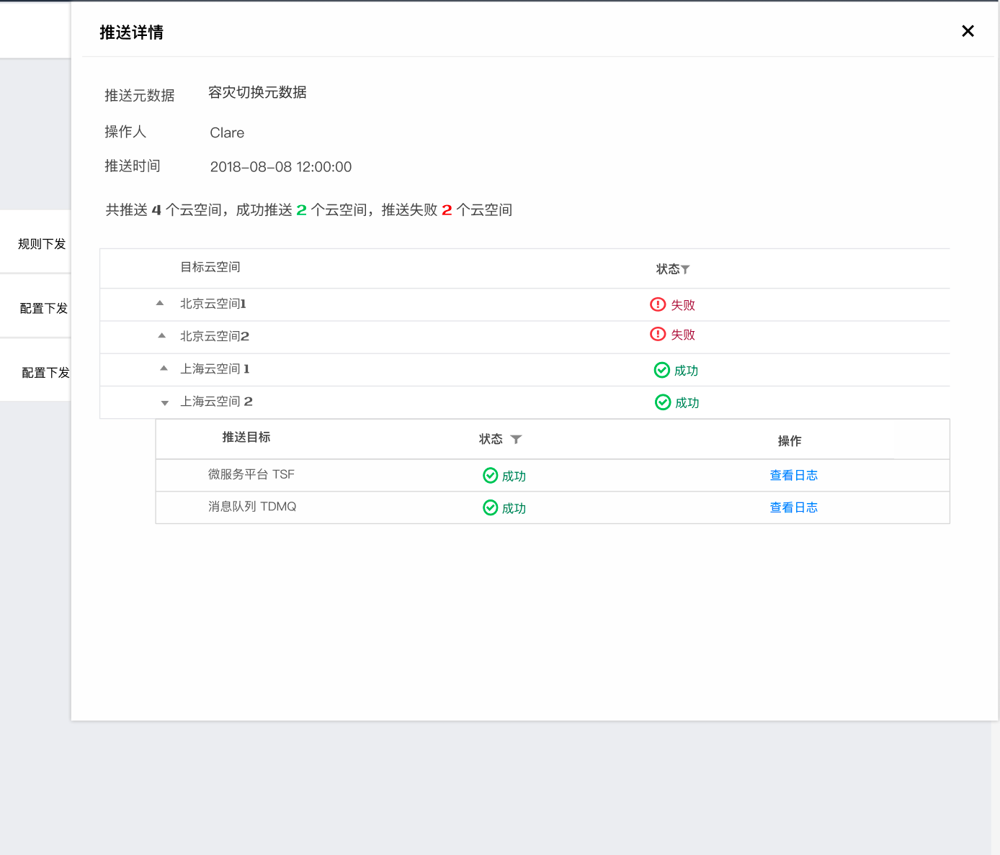 推送详情
推送元数据 容灾切换元数据
操作人 Clare
推送时间 2018-08-08 12:00:00
共推送 4 个云空间，成功推送 2 个云空间，推送失败 2 个云空间
规则下发
配置下发
配置下发
目标云空间 状态
北京云空间1 失败
北京云空间2 失败
上海云空间 1 成功
上海云空间 2 成功
推送目标 状态 操作
微服务平台 TSF 成功 查看日志
消息队列 TDMQ 成功 查看日志